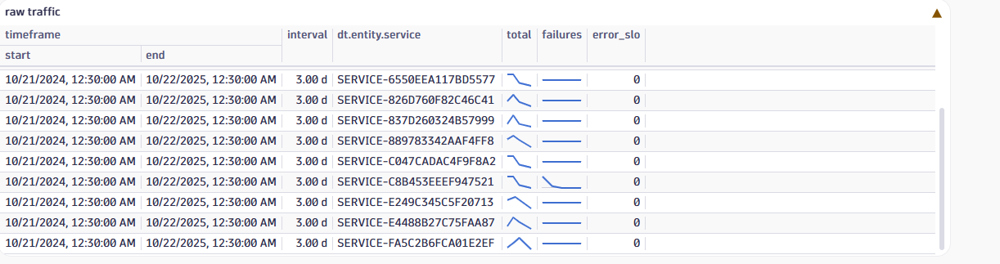 raw traffic
timeframe interval dt.entity.service total failures error_slo
start end
10/21/2024, 12:30:00 AM 10/22/2025, 12:30:00 AM 3.00 d SERVICE-6550EEA117BD5577 0
10/21/2024, 12:30:00 AM 10/22/2025, 12:30:00 AM 3.00 d SERVICE-826D760F82C46C41 0
10/21/2024, 12:30:00 AM 10/22/2025, 12:30:00 AM 3.00 d SERVICE-837D260324B57999 0
10/21/2024, 12:30:00 AM 10/22/2025, 12:30:00 AM 3.00 d SERVICE-889783342AAF4FF8 0
10/21/2024, 12:30:00 AM 10/22/2025, 12:30:00 AM 3.00 d SERVICE-C047CADAC4F9F8A2 0
10/21/2024, 12:30:00 AM 10/22/2025, 12:30:00 AM 3.00 d SERVICE-C8B453EEEF947521 0
10/21/2024, 12:30:00 AM 10/22/2025, 12:30:00 AM 3.00 d SERVICE-E249C345C5F20713 0
10/21/2024, 12:30:00 AM 10/22/2025, 12:30:00 AM 3.00 d SERVICE-E4488B27C75FAA87 0
10/21/2024, 12:30:00 AM 10/22/2025, 12:30:00 AM 3.00 d SERVICE-FA5C2B6FCA01E2EF 0